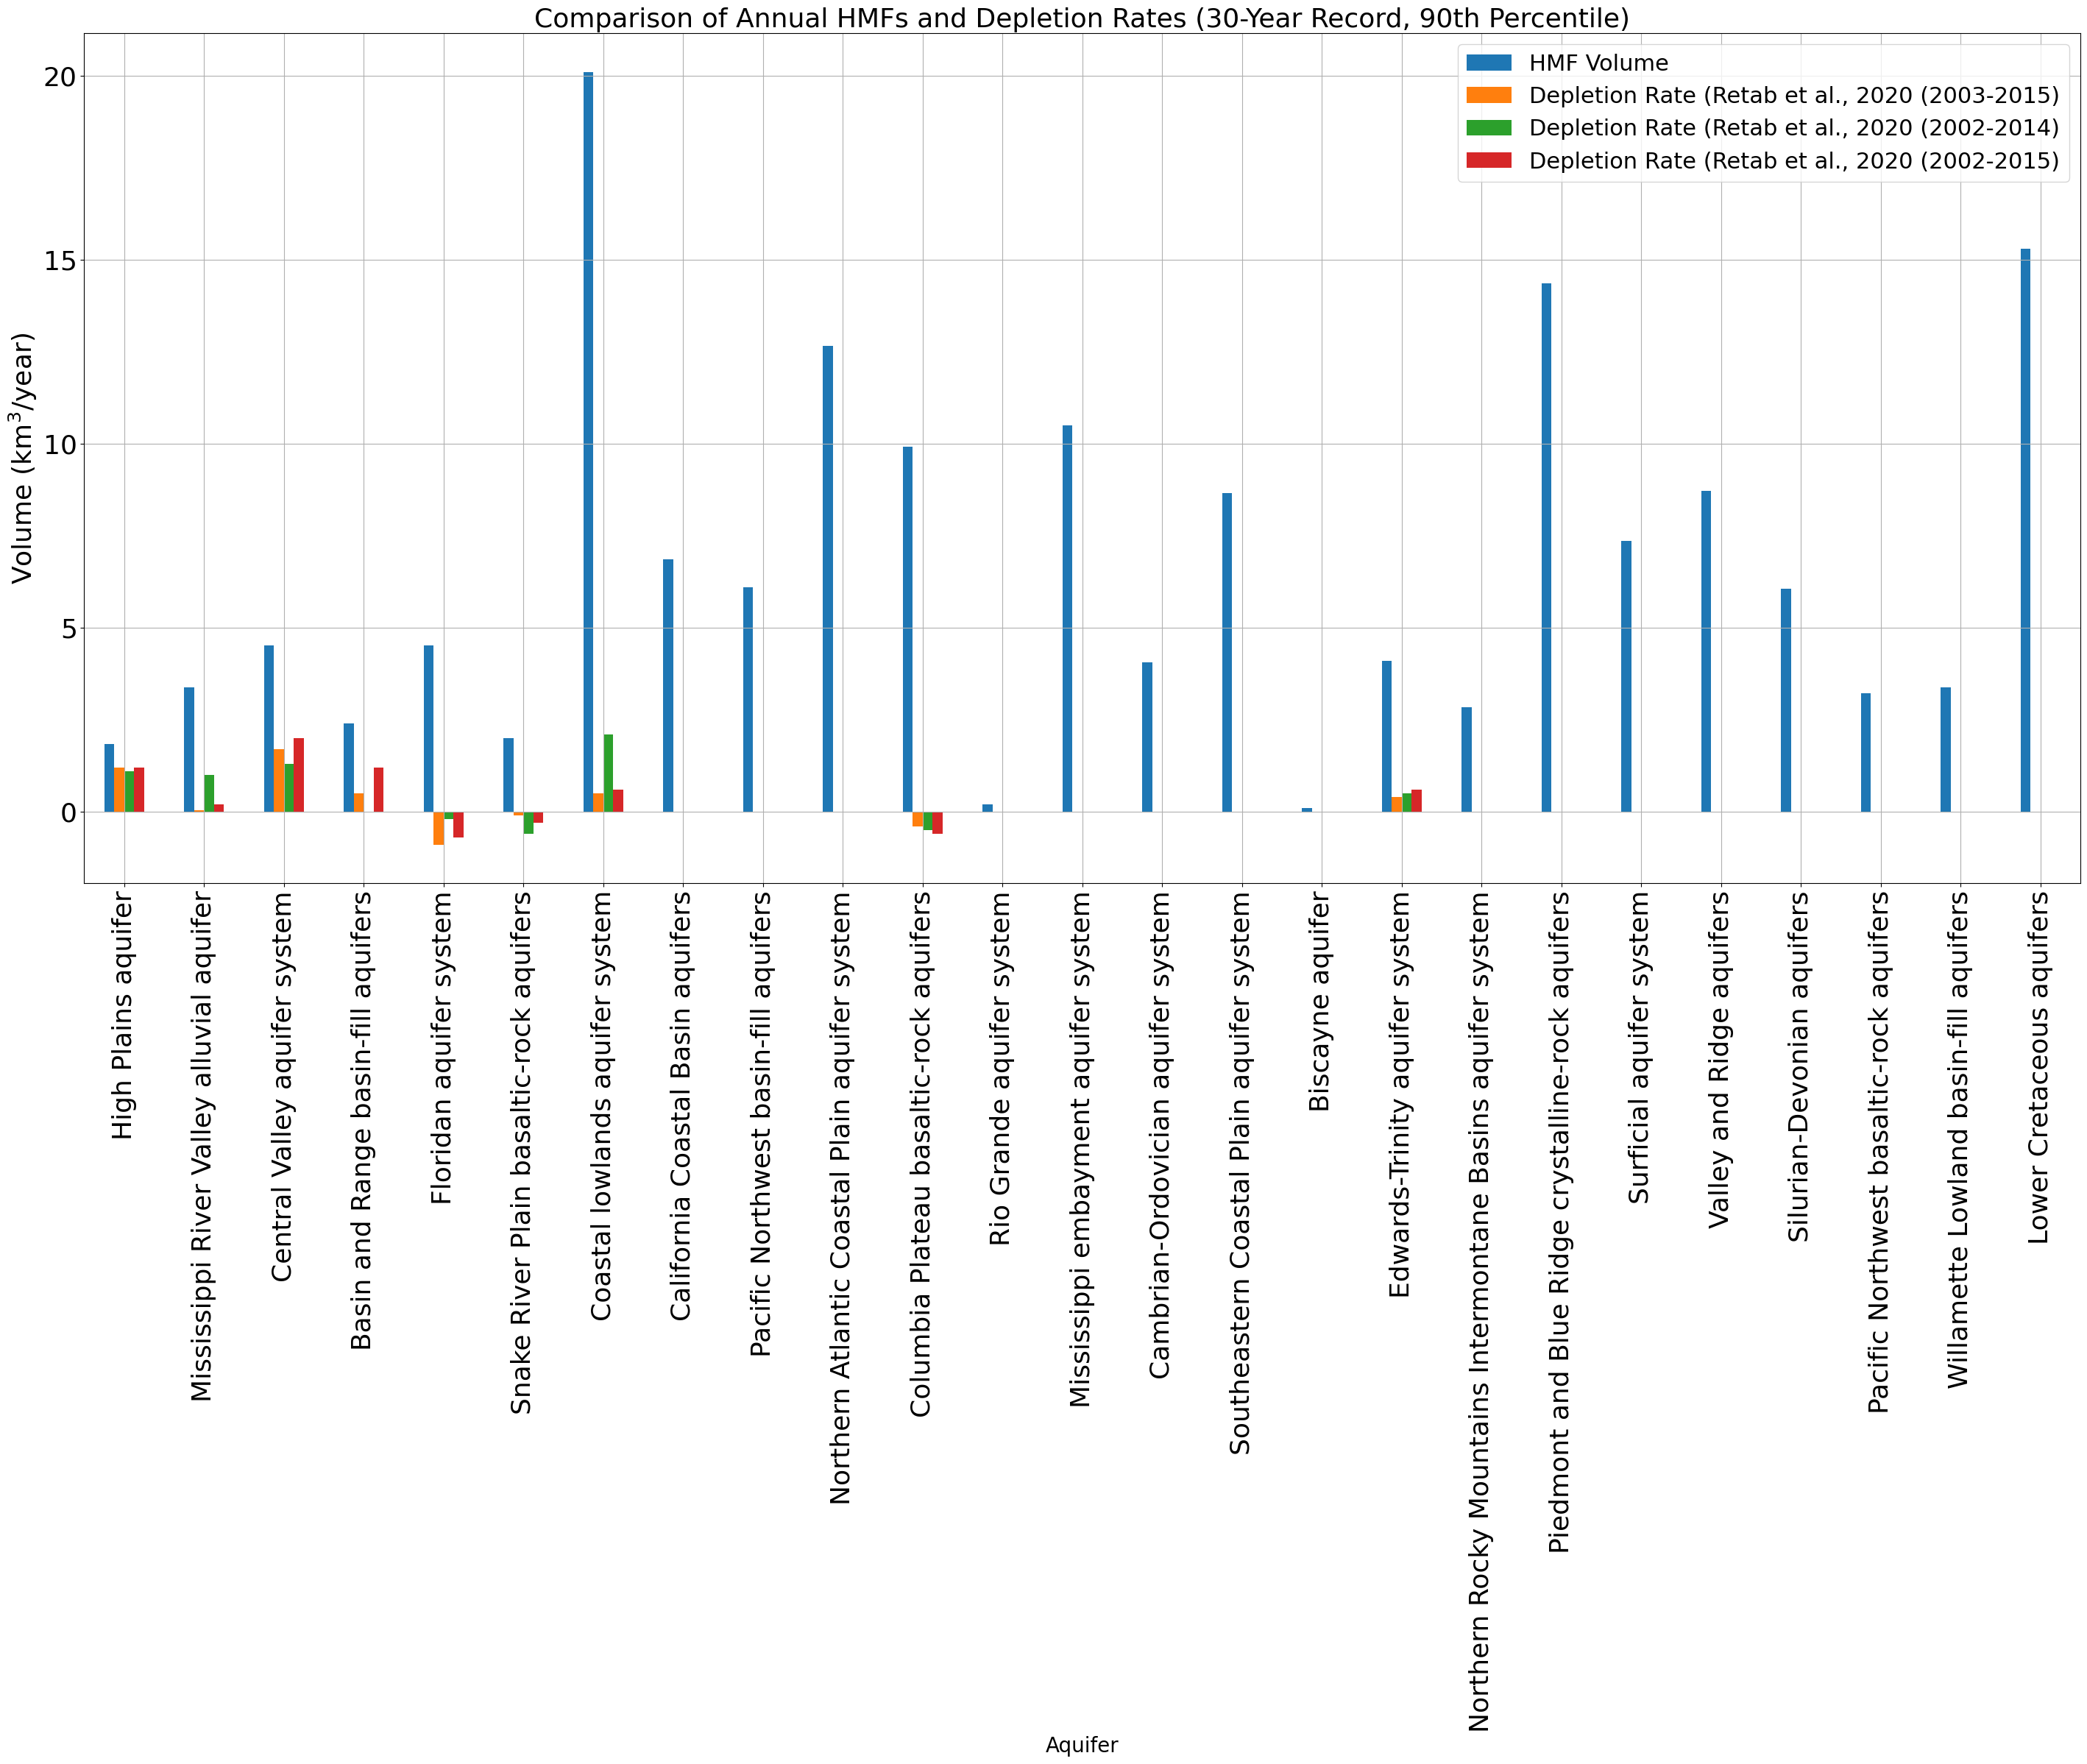 Comparison of Annual HMFs and Depletion Rates (30-Year Record, 90th Percentile)
HMF Volume
Depletion Rate (Retab et al., 2020 (2003-2015)
Depletion Rate (Retab et al., 2020 (2002-2014)
Depletion Rate (Retab et al., 2020 (2002-2015)
Volume (km³/year)
20
15
10
5
0
High Plains aquifer
Mississippi River Valley alluvial aquifer
Central Valley aquifer system
Basin and Range basin-fill aquifers
Floridan aquifer system
Snake River Plain basaltic-rock aquifers
Coastal lowlands aquifer system
California Coastal Basin aquifers
Pacific Northwest basin-fill aquifers
Northern Atlantic Coastal Plain aquifer system
Columbia Plateau basaltic-rock aquifers
Rio Grande aquifer system
Mississippi embayment aquifer system
Cambrian-Ordovician aquifer system
Southeastern Coastal Plain aquifer system
Biscayne aquifer
Edwards-Trinity aquifer system
Northern Rocky Mountains Intermontane Basins aquifer system
Piedmont and Blue Ridge crystalline-rock aquifers
Surficial aquifer system
Valley and Ridge aquifers
Silurian-Devonian aquifers
Pacific Northwest basaltic-rock aquifers
Willamette Lowland basin-fill aquifers
Lower Cretaceous aquifers
Aquifer